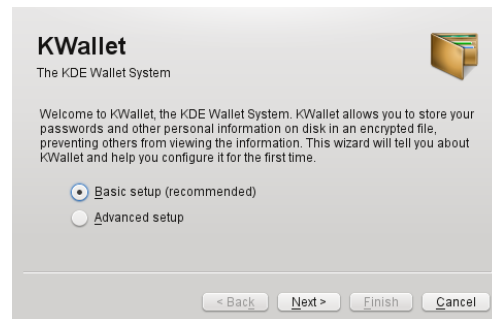 KWallet
The KDE Wallet System
Welcome to KWallet, the KDE Wallet System. KWallet allows you to store your
passwords and other personal information on disk in an encrypted file,
preventing others from viewing the information. This wizard will tell you about
KWallet and help you configure it for the first time.
Basic setup (recommended)
Advanced setup
< Back Next > Finish Cancel